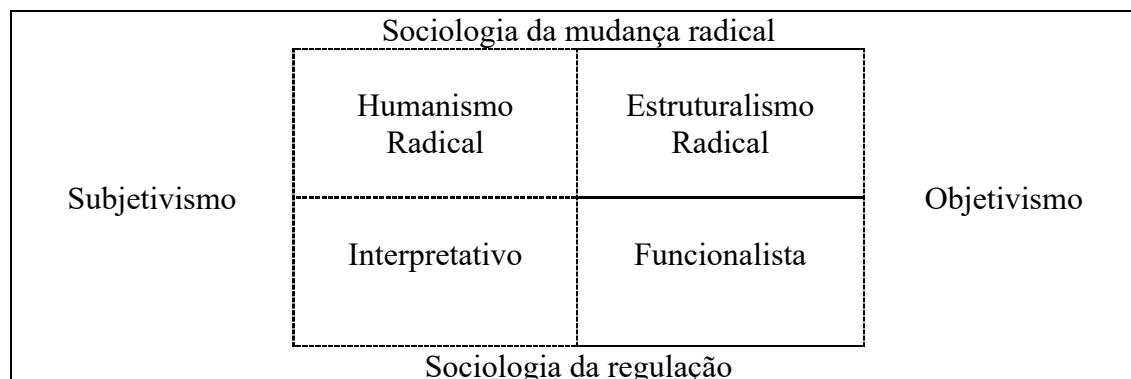 Sociologia da mudança radical
Humanismo
Radical
Estruturalismo
Radical
Subjetivismo
Objetivismo
Interpretativo
Funcionalista
Sociologia da regulação